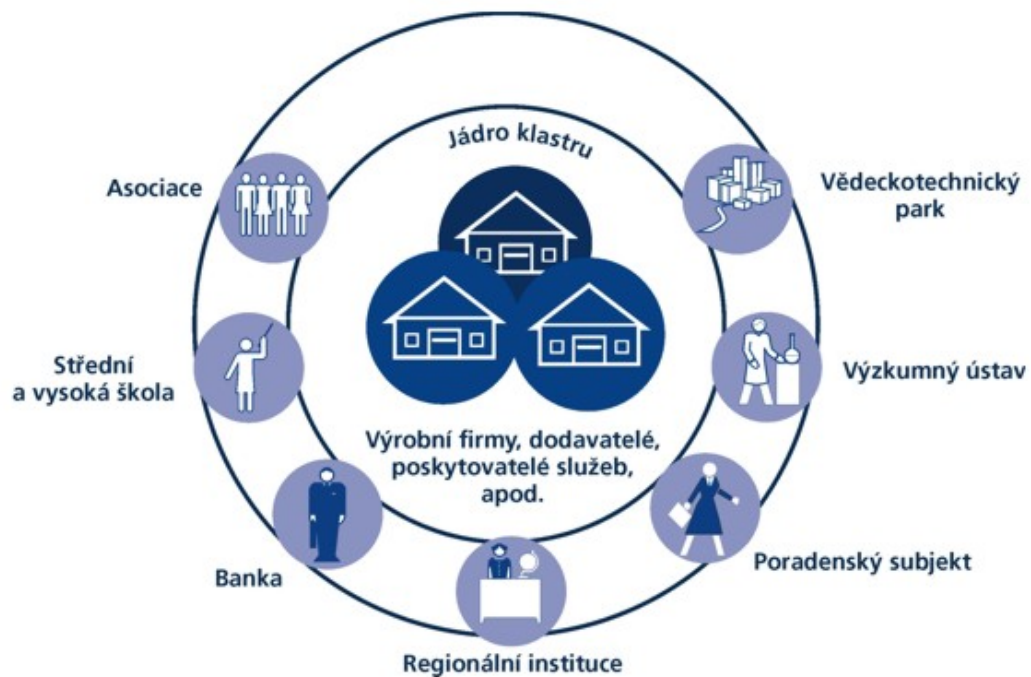 Jádro klastru
Asociace
Vědeckotechnický
park
Střední
a vysoká škola
Výzkumný ústav
Výrobní firmy, dodavatelé,
poskytovatelé služeb,
apod.
Banka
Poradenský subjekt
Regionální instituce